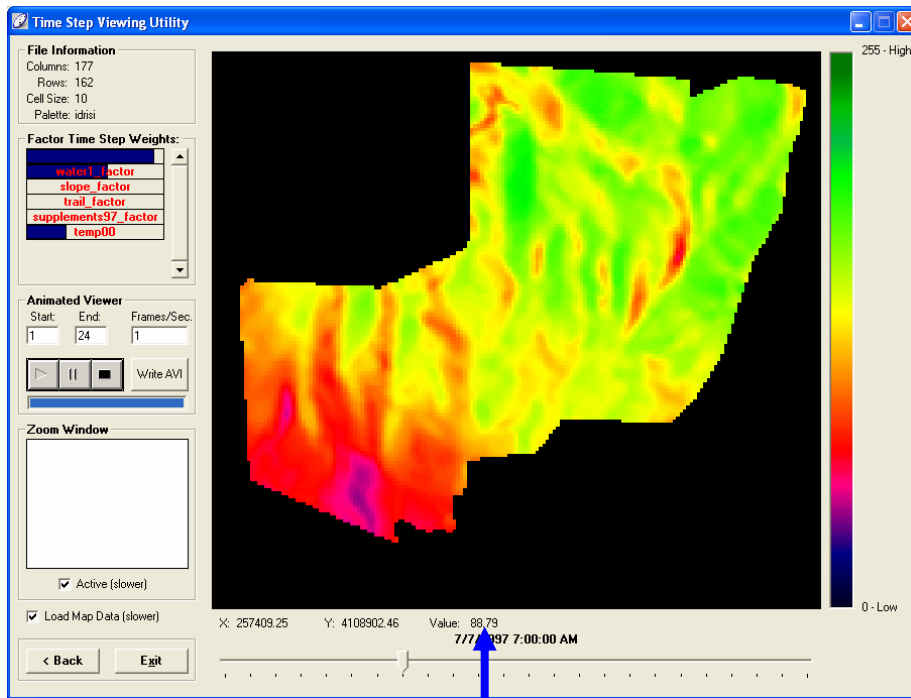 Time Step Viewing Utility
File Information
Columns: 177
Rows: 162
Cell Size: 10
Palette: idrisi
Factor Time Step Weights:
water1_factor
slope_factor
trail_factor
supplements97_factor
temp00
Animated Viewer
Start: End: Frames/Sec.
1 24 1
Write AVI
Zoom Window
Active (slower)
Load Map Data (slower)
< Back Exit
255 - High
0 - Low
X: 257409.25 Y: 4108902.46 Value: 88.79
7/7/1997 7:00:00 AM